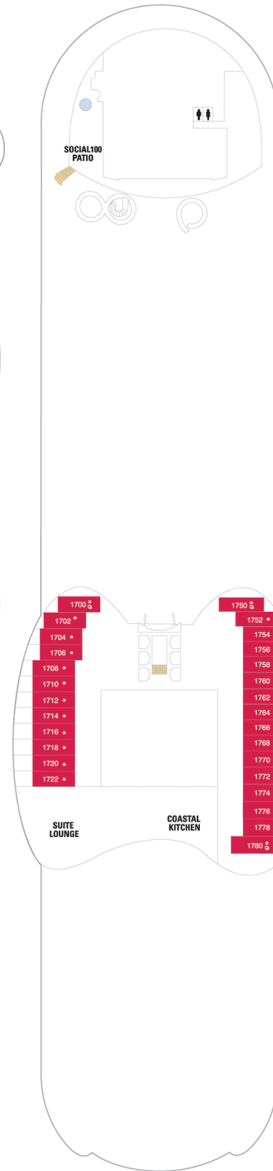 SOCIAL100
PATIO
1700 * G
1702 *
1704 *
1706 *
1708 *
1710 *
1712 *
1714 *
1716 *
1718 *
1720 *
1722 *
1750 * G
1752 *
1754
1756
1758
1760
1762
1764
1766
1768
1770
1772
1774
1776
1778
1780 * G
SUITE
LOUNGE
COASTAL
KITCHEN